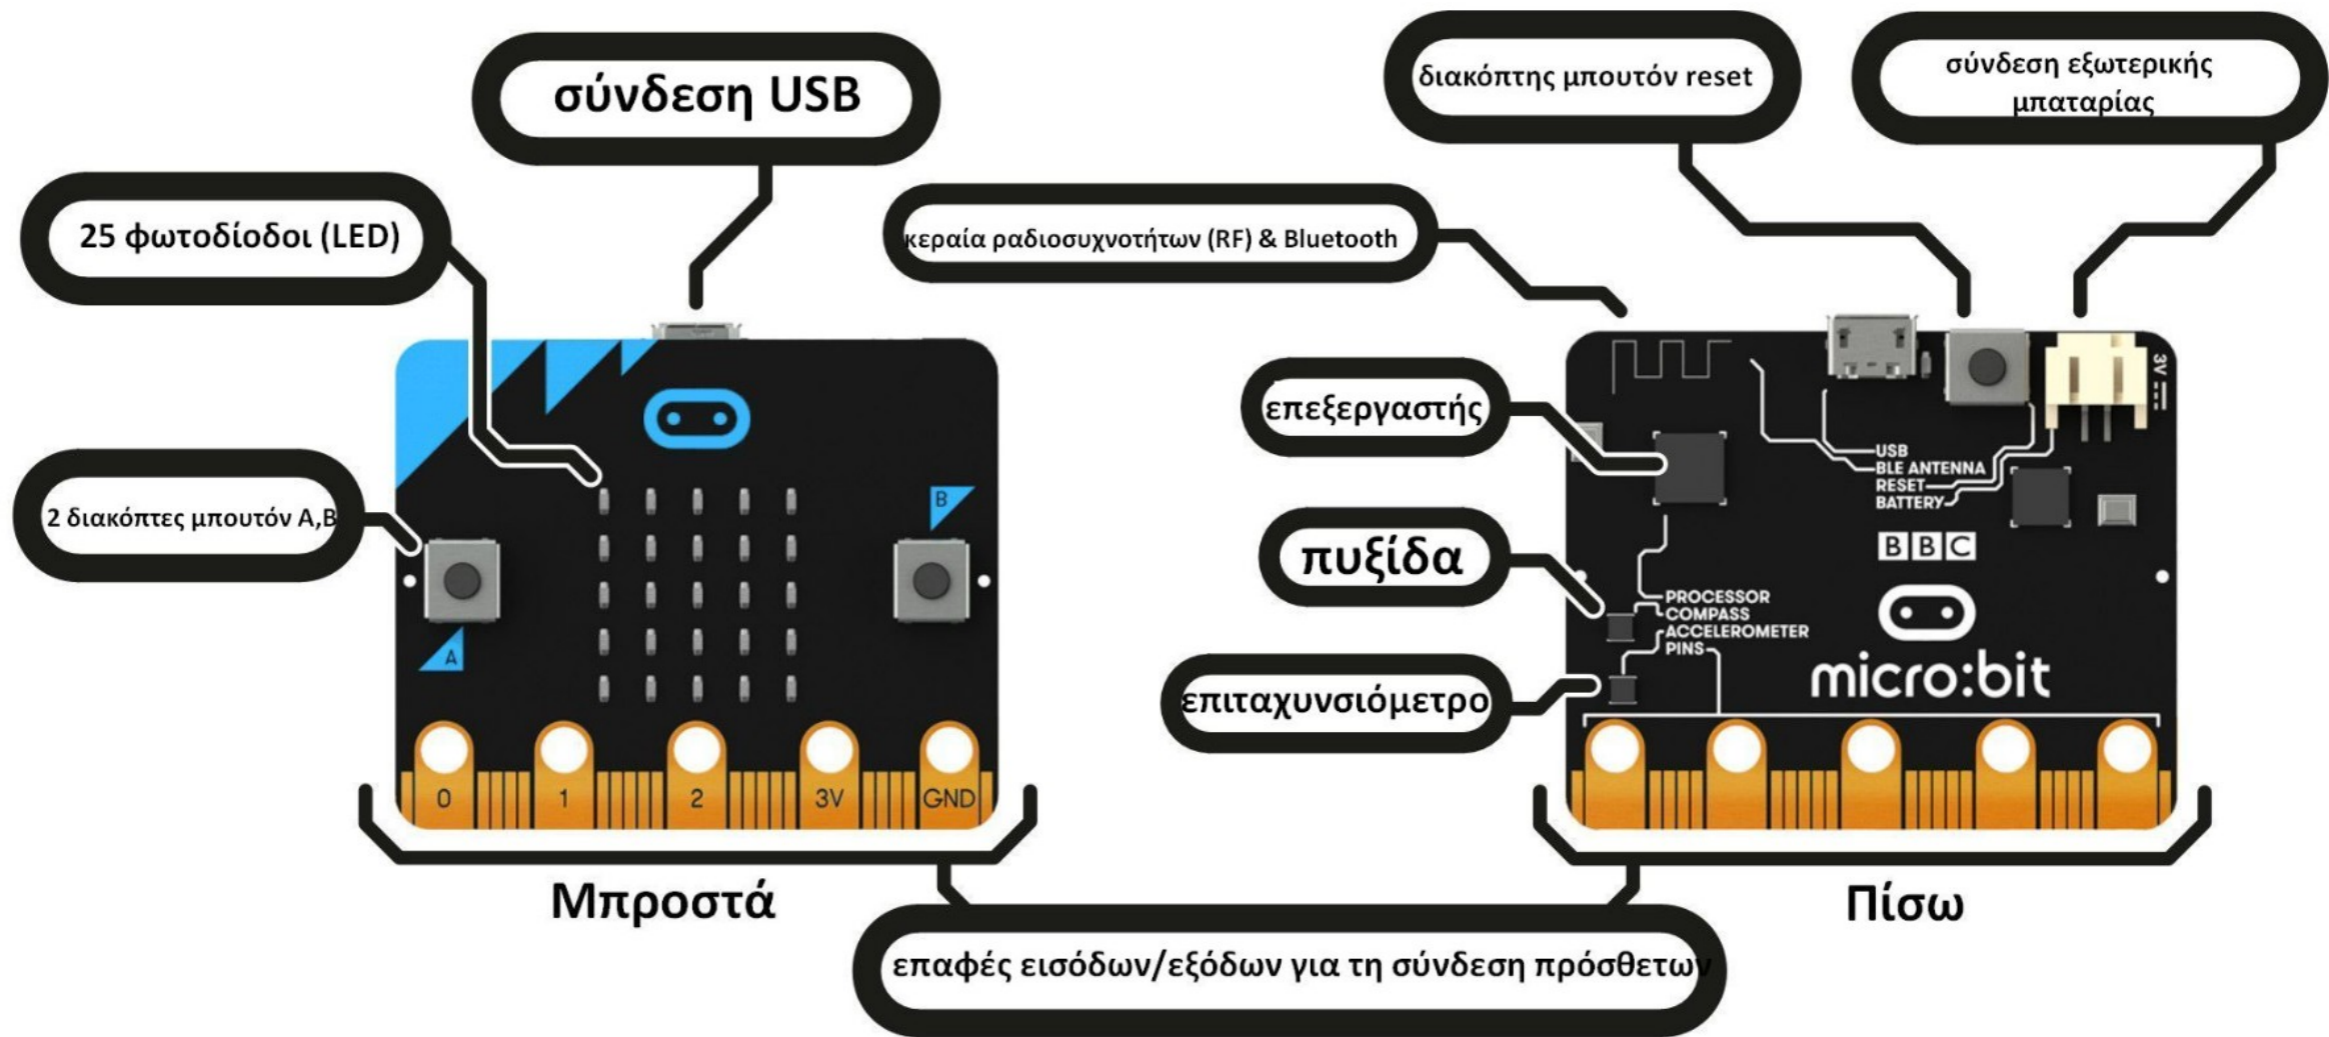 σύνδεση USB
διακόπτης μπουτόν reset
σύνδεση εξωτερικής
μπαταρίας
25 φωτοδίοδοι (LED)
κεραία ραδιοσυχνοτήτων (RF) & Bluetooth
επεξεργαστής
2 διακόπτες μπουτόν A,B
πυξίδα
επιταχυνσιόμετρο
B
A
0 1 2 3V GND
3V
USB
BLE ANTENNA
RESET
BATTERY
BBC
PROCESSOR
COMPASS
ACCELEROMETER
PINS
micro:bit
Μπροστά
Πίσω
επαφές εισόδων/εξόδων για τη σύνδεση πρόσθετων